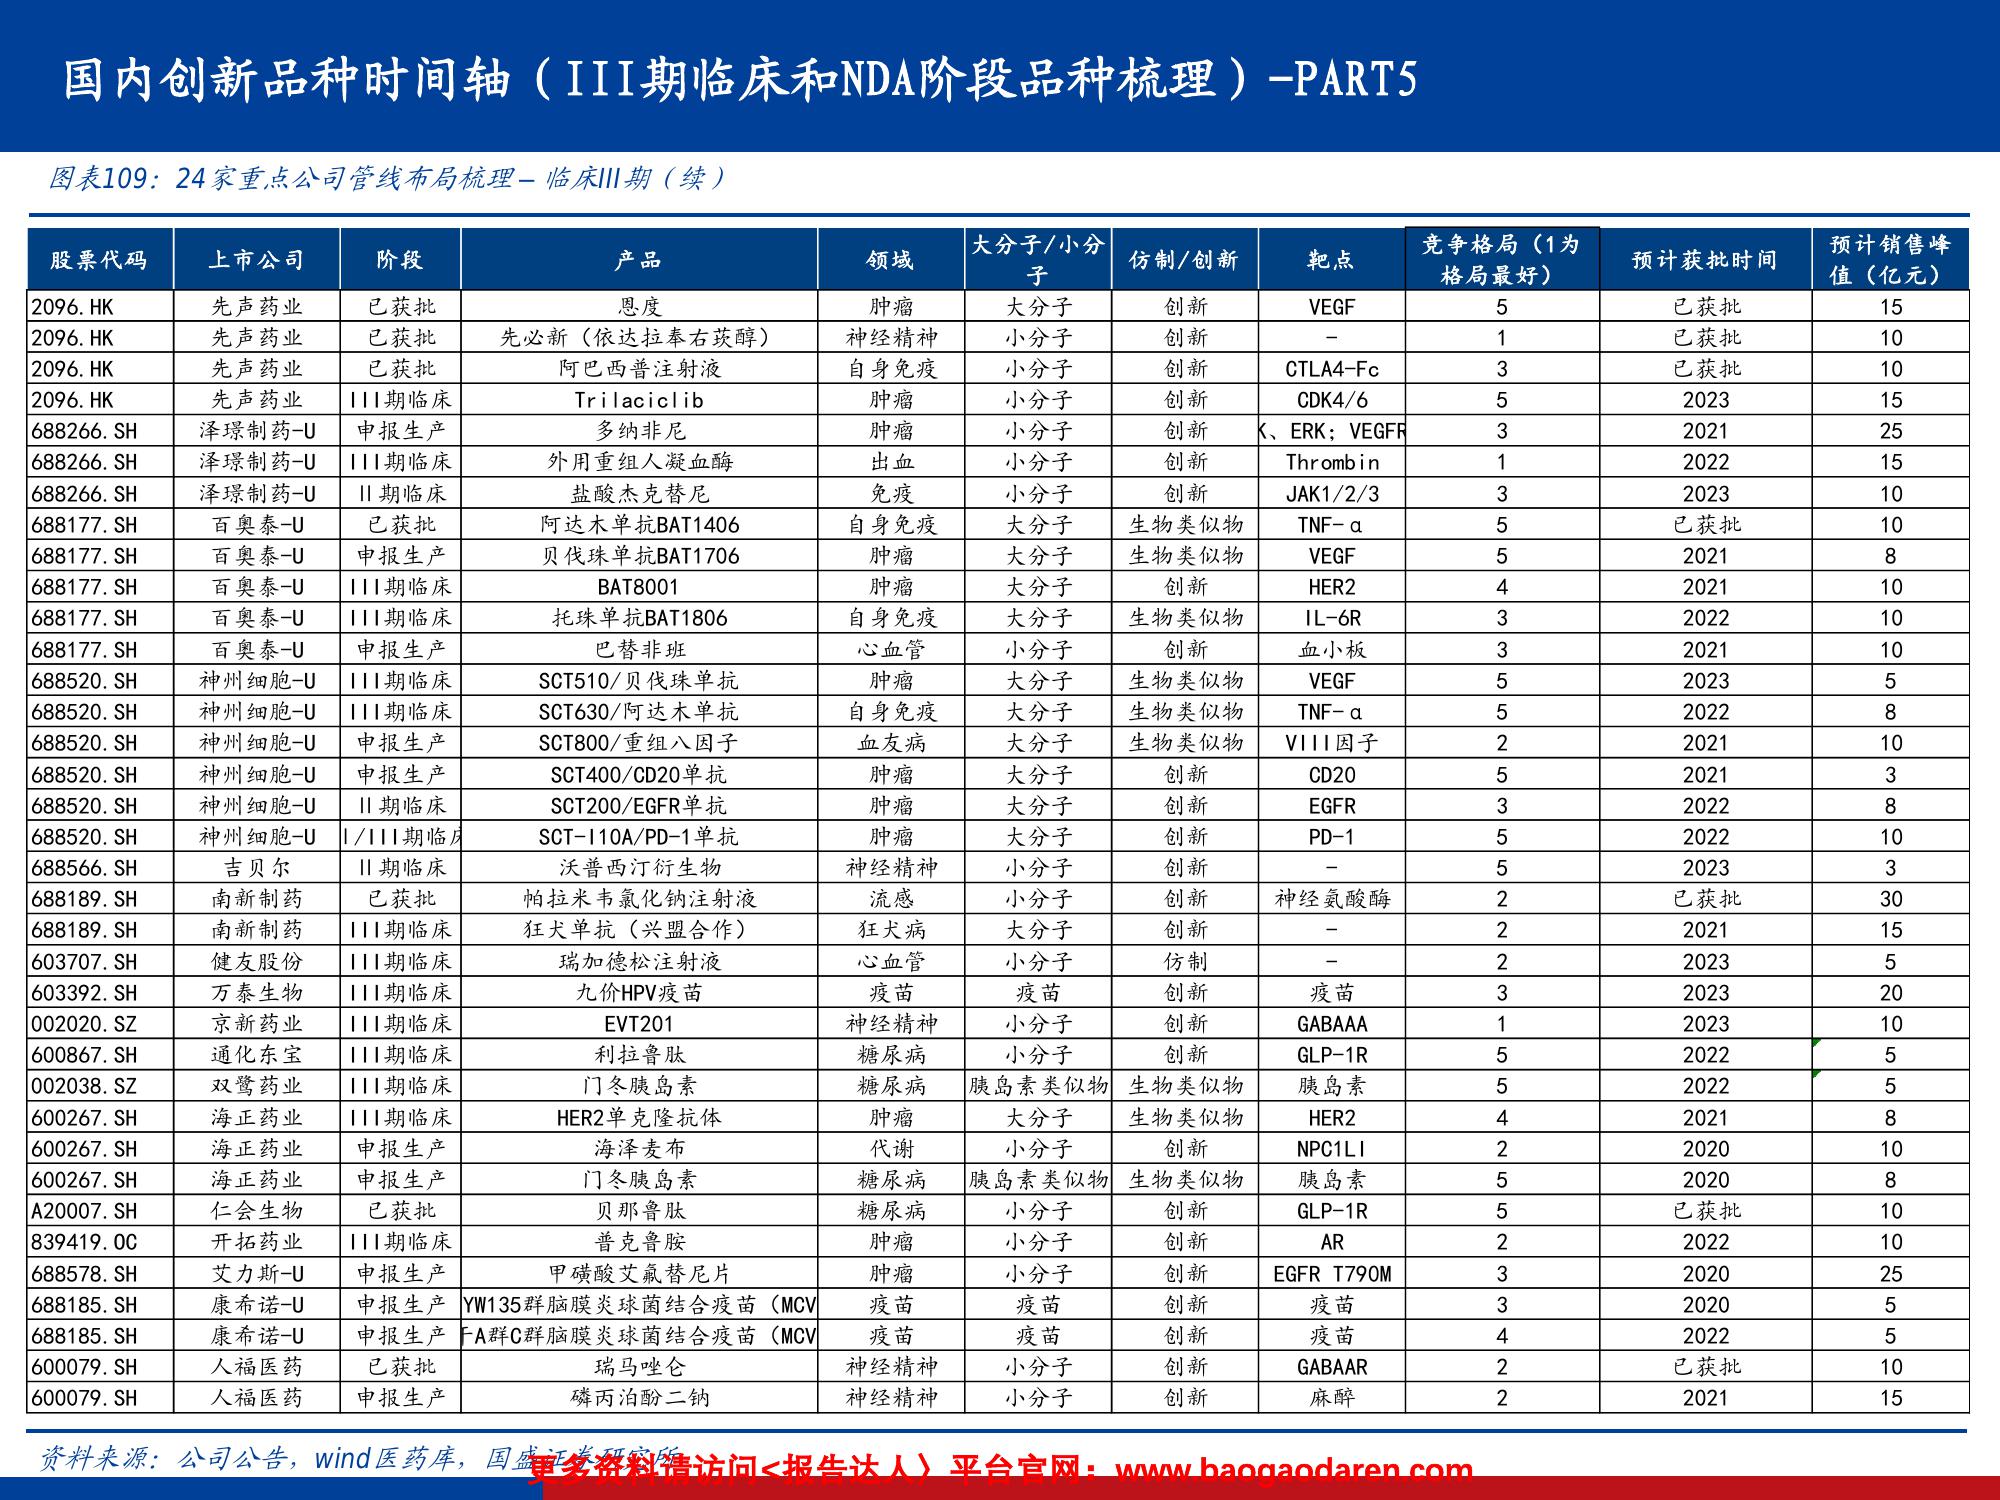 国内创新品种时间轴（III期临床和NDA阶段品种梳理）-PART5
图表109：24家重点公司管线布局梳理– 临床III期（续）
股票代码 上市公司 阶段 产品 领域 大分子/小分子 仿制/创新 靶点 竞争格局（1为格局最好） 预计获批时间 预计销售峰值（亿元）
2096.HK 先声药业 已获批 恩度 肿瘤 大分子 创新 VEGF 5 已获批 15
2096.HK 先声药业 已获批 先必新（依达拉奉右莰醇） 神经精神 小分子 创新 - 1 已获批 10
2096.HK 先声药业 已获批 阿巴西普注射液 自身免疫 小分子 创新 CTLA4-Fc 3 已获批 10
2096.HK 先声药业 III期临床 Trilaciclib 肿瘤 小分子 创新 CDK4/6 5 2023 15
688266.SH 泽璟制药-U 申报生产 多纳非尼 肿瘤 小分子 创新 K、ERK；VEGFR 3 2021 25
688266.SH 泽璟制药-U III期临床 外用重组人凝血酶 出血 小分子 创新 Thrombin 1 2022 15
688266.SH 泽璟制药-U II期临床 盐酸杰克替尼 免疫 小分子 创新 JAK1/2/3 3 2023 10
688177.SH 百奥泰-U 已获批 阿达木单抗BAT1406 自身免疫 大分子 生物类似物 TNF-α 5 已获批 10
688177.SH 百奥泰-U 申报生产 贝伐珠单抗BAT1706 肿瘤 大分子 生物类似物 VEGF 5 2021 8
688177.SH 百奥泰-U III期临床 BAT8001 肿瘤 大分子 创新 HER2 4 2021 10
688177.SH 百奥泰-U III期临床 托珠单抗BAT1806 自身免疫 大分子 生物类似物 IL-6R 3 2022 10
688177.SH 百奥泰-U 申报生产 巴替非班 心血管 小分子 创新 血小板 3 2021 10
688520.SH 神州细胞-U III期临床 SCT510/贝伐珠单抗 肿瘤 大分子 生物类似物 VEGF 5 2023 5
688520.SH 神州细胞-U III期临床 SCT630/阿达木单抗 自身免疫 大分子 生物类似物 TNF-α 5 2022 8
688520.SH 神州细胞-U 申报生产 SCT800/重组八因子 血友病 大分子 生物类似物 VIII因子 2 2021 10
688520.SH 神州细胞-U 申报生产 SCT400/CD20单抗 肿瘤 大分子 创新 CD20 5 2021 3
688520.SH 神州细胞-U II期临床 SCT200/EGFR单抗 肿瘤 大分子 创新 EGFR 3 2022 8
688520.SH 神州细胞-U I/III期临床 SCT-I10A/PD-1单抗 肿瘤 大分子 创新 PD-1 5 2022 10
688566.SH 吉贝尔 II期临床 沃普西汀衍生物 神经精神 小分子 创新 - 5 2023 3
688189.SH 南新制药 已获批 帕拉米韦氯化钠注射液 流感 小分子 创新 神经氨酸酶 2 已获批 30
688189.SH 南新制药 III期临床 狂犬单抗（兴盟合作） 狂犬病 大分子 创新 - 2 2021 15
603707.SH 健友股份 III期临床 瑞加德松注射液 心血管 小分子 仿制 - 2 2023 5
603392.SH 万泰生物 III期临床 九价HPV疫苗 疫苗 疫苗 创新 疫苗 3 2023 20
002020.SZ 京新药业 III期临床 EVT201 神经精神 小分子 创新 GABAAA 1 2023 10
600867.SH 通化东宝 III期临床 利拉鲁肽 糖尿病 小分子 创新 GLP-1R 5 2022 5
002038.SZ 双鹭药业 III期临床 门冬胰岛素 糖尿病 胰岛素类似物 生物类似物 胰岛素 5 2022 5
600267.SH 海正药业 III期临床 HER2单克隆抗体 肿瘤 大分子 生物类似物 HER2 4 2021 8
600267.SH 海正药业 申报生产 海泽麦布 代谢 小分子 创新 NPC1LI 2 2020 10
600267.SH 海正药业 申报生产 门冬胰岛素 糖尿病 胰岛素类似物 生物类似物 胰岛素 5 2020 8
A20007.SH 仁会生物 已获批 贝那鲁肽 糖尿病 小分子 创新 GLP-1R 5 已获批 10
839419.OC 开拓药业 III期临床 普克鲁胺 肿瘤 小分子 创新 AR 2 2022 10
688578.SH 艾力斯-U 申报生产 甲磺酸艾氟替尼片 肿瘤 小分子 创新 EGFR T790M 3 2020 25
688185.SH 康希诺-U 申报生产 YW135群脑膜炎球菌结合疫苗（MCV 疫苗 疫苗 创新 疫苗 3 2020 5
688185.SH 康希诺-U 申报生产 A群C群脑膜炎球菌结合疫苗（MCV 疫苗 疫苗 创新 疫苗 4 2022 5
600079.SH 人福医药 已获批 瑞马唑仑 神经精神 小分子 创新 GABAAR 2 已获批 10
600079.SH 人福医药 申报生产 磷丙泊酚二钠 神经精神 小分子 创新 麻醉 2 2021 15
资料来源：公司公告，wind医药库，国盛证券研究所
更多资料请访问<报告达人〉平台官网：www.baogaodaren.com